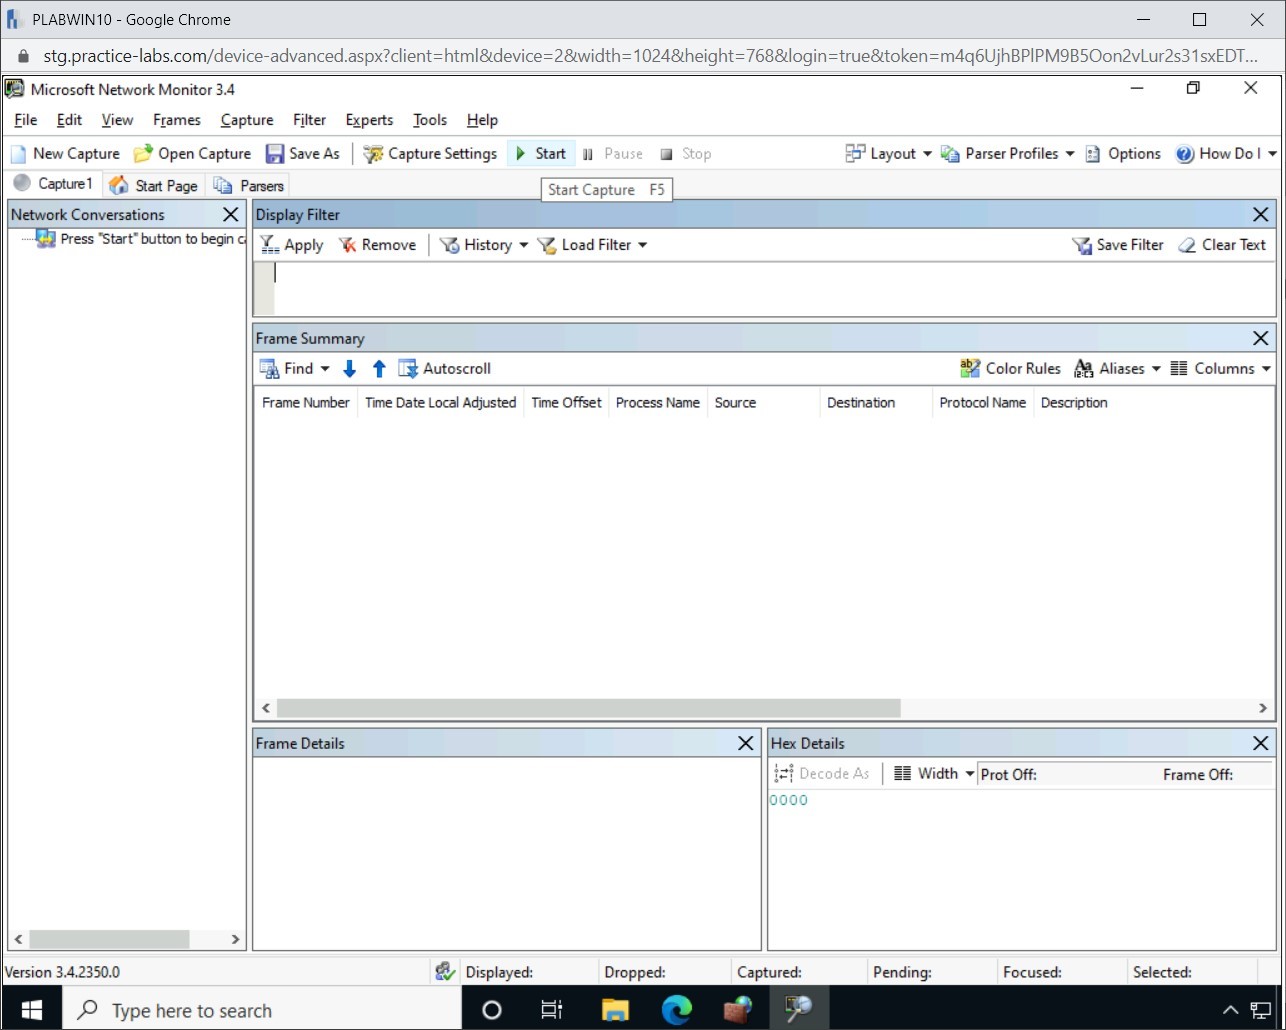 PLABWIN10 - Google Chrome
stg.practice-labs.com/device-advanced.aspx?client=html&device=2&width=1024&height=768&login=true&token=m4q6UjhBPlPM9B5Oon2vLur2s31sxEDT...
Microsoft Network Monitor 3.4
File Edit View Frames Capture Filter Experts Tools Help
New Capture Open Capture Save As Capture Settings Start Pause Stop Layout Parser Profiles Options How Do I
Capture1 Start Page Parsers
Start Capture F5
Network Conversations
Press "Start" button to begin ca
Display Filter
Apply Remove History Load Filter Save Filter Clear Text
Frame Summary
Find Autoscroll Color Rules Aliases Columns
Frame Number Time Date Local Adjusted Time Offset Process Name Source Destination Protocol Name Description
Frame Details
Hex Details
Decode As Width Prot Off: Frame Off:
0000
Version 3.4.2350.0 Displayed: Dropped: Captured: Pending: Focused: Selected:
Type here to search